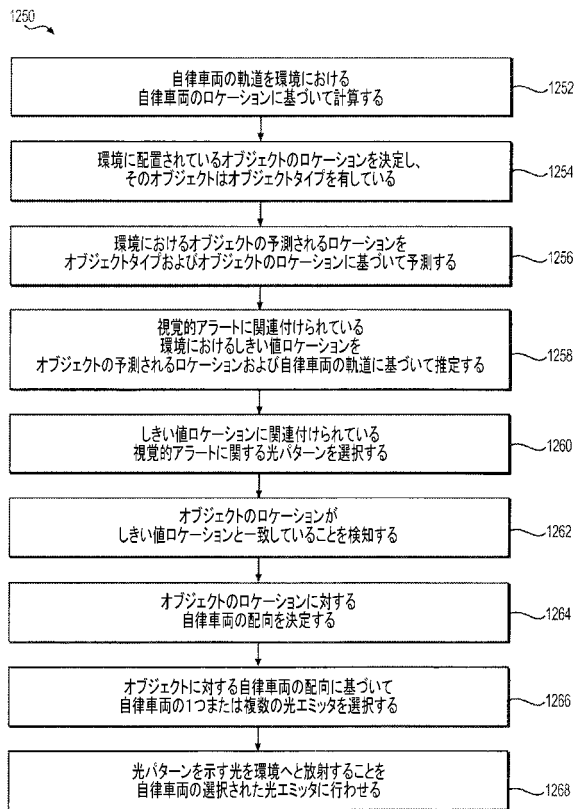 1250
自律車両の軌道を環境における
自律車両のロケーションに基づいて計算する
1252
環境に配置されているオブジェクトのロケーションを決定し、
そのオブジェクトはオブジェクトタイプを有している
1254
環境におけるオブジェクトの予測されるロケーションを
オブジェクトタイプおよびオブジェクトのロケーションに基づいて予測する
1256
視覚的アラートに関連付けられている
環境におけるしきい値ロケーションを
オブジェクトの予測されるロケーションおよび自律車両の軌道に基づいて推定する
1258
しきい値ロケーションに関連付けられている
視覚的アラートに関する光パターンを選択する
1260
オブジェクトのロケーションが
しきい値ロケーションと一致していることを検知する
1262
オブジェクトのロケーションに対する
自律車両の配向を決定する
1264
オブジェクトに対する自律車両の配向に基づいて
自律車両の1つまたは複数の光エミッタを選択する
1266
光パターンを示す光を環境へと放射することを
自律車両の選択された光エミッタに行わせる
1268